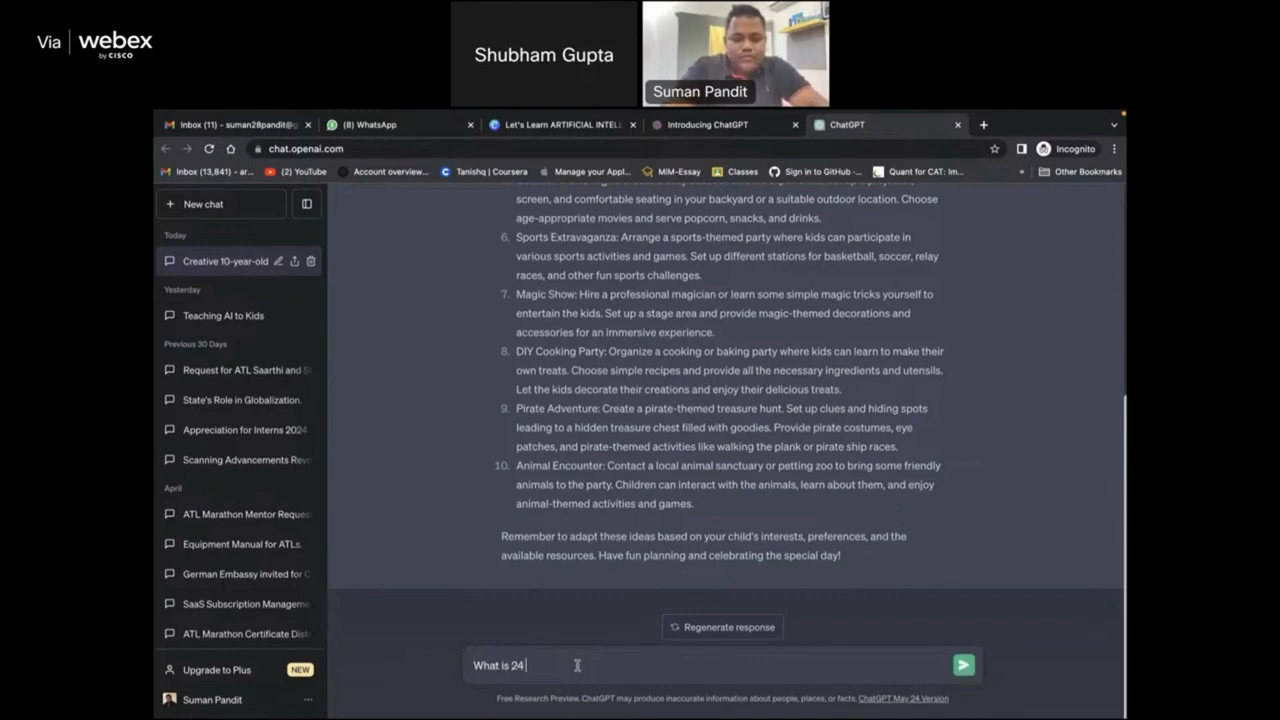 Via webex
by CISCO
Shubham Gupta
Suman Pandit
Inbox (11) - suman28pandit@g
(8) WhatsApp
Let's Learn ARTIFICIAL INTEL
Introducing ChatGPT
ChatGPT
chat.openai.com
Incognito
Inbox (13,841) - ar...
(2) YouTube
Account overview...
Tanishq | Coursera
Manage your Appl...
MiM-Essay
Classes
Sign in to GitHub ·...
Quant for CAT: Im...
»
Other Bookmarks
+ New chat
Today
Creative 10-year-old
Yesterday
Teaching AI to Kids
Previous 30 Days
Request for ATL Saarthi and S
State's Role in Globalization.
Appreciation for Interns 2024
Scanning Advancements Revo
April
ATL Marathon Mentor Reques
Equipment Manual for ATLs.
German Embassy invited for C
SaaS Subscription Manageme
ATL Marathon Certificate Distr
Upgrade to Plus NEW
Suman Pandit ...
screen, and comfortable seating in your backyard or a suitable outdoor location. Choose
age-appropriate movies and serve popcorn, snacks, and drinks.
6. Sports Extravaganza: Arrange a sports-themed party where kids can participate in
various sports activities and games. Set up different stations for basketball, soccer, relay
races, and other fun sports challenges.
7. Magic Show: Hire a professional magician or learn some simple magic tricks yourself to
entertain the kids. Set up a stage area and provide magic-themed decorations and
accessories for an immersive experience.
8. DIY Cooking Party: Organize a cooking or baking party where kids can learn to make their
own treats. Choose simple recipes and provide all the necessary ingredients and utensils.
Let the kids decorate their creations and enjoy their delicious treats.
9. Pirate Adventure: Create a pirate-themed treasure hunt. Set up clues and hiding spots
leading to a hidden treasure chest filled with goodies. Provide pirate costumes, eye
patches, and pirate-themed activities like walking the plank or pirate ship races.
10. Animal Encounter: Contact a local animal sanctuary or petting zoo to bring some friendly
animals to the party. Children can interact with the animals, learn about them, and enjoy
animal-themed activities and games.
Remember to adapt these ideas based on your child's interests, preferences, and the
available resources. Have fun planning and celebrating the special day!
Regenerate response
What is 24
Free Research Preview. ChatGPT may produce inaccurate information about people, places, or facts. ChatGPT May 24 Version